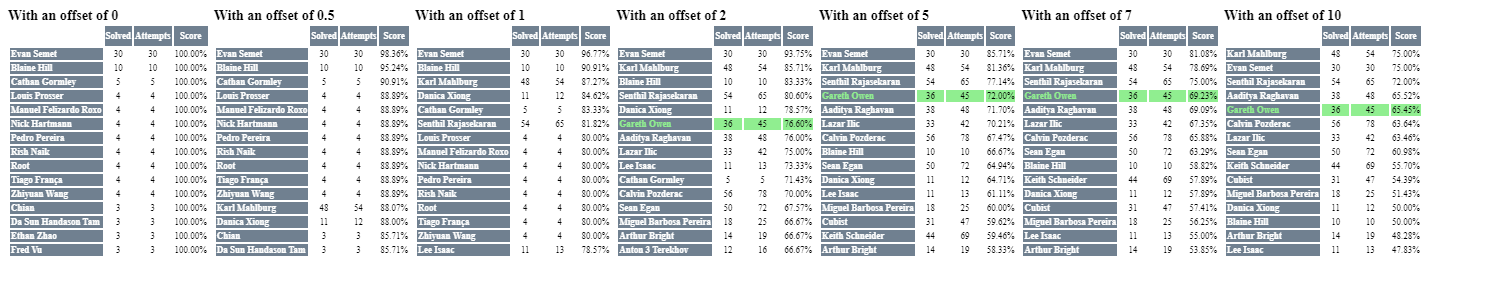 With an offset of 0
Solved Attempts Score
Evan Semet 30 30 100.00%
Blaine Hill 10 10 100.00%
Cathan Gormley 5 5 100.00%
Louis Prosser 4 4 100.00%
Manuel Felizardo Roxo 4 4 100.00%
Nick Hartmann 4 4 100.00%
Pedro Pereira 4 4 100.00%
Rish Naik 4 4 100.00%
Root 4 4 100.00%
Tiago França 4 4 100.00%
Zhiyuan Wang 4 4 100.00%
Chian 3 3 100.00%
Da Sun Handason Tam 3 3 100.00%
Ethan Zhao 3 3 100.00%
Fred Vu 3 3 100.00%
With an offset of 0.5
Solved Attempts Score
Evan Semet 30 30 98.36%
Blaine Hill 10 10 95.24%
Cathan Gormley 5 5 90.91%
Louis Prosser 4 4 88.89%
Manuel Felizardo Roxo 4 4 88.89%
Nick Hartmann 4 4 88.89%
Pedro Pereira 4 4 88.89%
Rish Naik 4 4 88.89%
Root 4 4 88.89%
Tiago França 4 4 88.89%
Zhiyuan Wang 4 4 88.89%
Karl Mahlburg 48 54 88.07%
Danica Xiong 11 12 88.00%
Chian 3 3 85.71%
Da Sun Handason Tam 3 3 85.71%
With an offset of 1
Solved Attempts Score
Evan Semet 30 30 96.77%
Blaine Hill 10 10 90.91%
Karl Mahlburg 48 54 87.27%
Danica Xiong 11 12 84.62%
Cathan Gormley 5 5 83.33%
Senthil Rajasekaran 54 65 81.82%
Louis Prosser 4 4 80.00%
Manuel Felizardo Roxo 4 4 80.00%
Nick Hartmann 4 4 80.00%
Pedro Pereira 4 4 80.00%
Rish Naik 4 4 80.00%
Root 4 4 80.00%
Tiago França 4 4 80.00%
Zhiyuan Wang 4 4 80.00%
Lee Isaac 11 13 78.57%
With an offset of 2
Solved Attempts Score
Evan Semet 30 30 93.75%
Karl Mahlburg 48 54 85.71%
Blaine Hill 10 10 83.33%
Senthil Rajasekaran 54 65 80.60%
Danica Xiong 11 12 78.57%
Gareth Owen 36 45 76.60%
Aaditya Raghavan 38 48 76.00%
Lazar Ilic 33 42 75.00%
Lee Isaac 11 13 73.33%
Cathan Gormley 5 5 71.43%
Calvin Pozderac 56 78 70.00%
Sean Egan 50 72 67.57%
Miguel Barbosa Pereira 18 25 66.67%
Arthur Bright 14 19 66.67%
Anton 3 Terekhov 12 16 66.67%
With an offset of 5
Solved Attempts Score
Evan Semet 30 30 85.71%
Karl Mahlburg 48 54 81.36%
Senthil Rajasekaran 54 65 77.14%
Gareth Owen 36 45 72.00%
Aaditya Raghavan 38 48 71.70%
Lazar Ilic 33 42 70.21%
Calvin Pozderac 56 78 67.47%
Blaine Hill 10 10 66.67%
Sean Egan 50 72 64.94%
Danica Xiong 11 12 64.71%
Lee Isaac 11 13 61.11%
Miguel Barbosa Pereira 18 25 60.00%
Cubist 31 47 59.62%
Keith Schneider 44 69 59.46%
Arthur Bright 14 19 58.33%
With an offset of 7
Solved Attempts Score
Evan Semet 30 30 81.08%
Karl Mahlburg 48 54 78.69%
Senthil Rajasekaran 54 65 75.00%
Gareth Owen 36 45 69.23%
Aaditya Raghavan 38 48 69.09%
Lazar Ilic 33 42 67.35%
Calvin Pozderac 56 78 65.88%
Sean Egan 50 72 63.29%
Blaine Hill 10 10 58.82%
Keith Schneider 44 69 57.89%
Danica Xiong 11 12 57.89%
Cubist 31 47 57.41%
Miguel Barbosa Pereira 18 25 56.25%
Lee Isaac 11 13 55.00%
Arthur Bright 14 19 53.85%
With an offset of 10
Solved Attempts Score
Karl Mahlburg 48 54 75.00%
Evan Semet 30 30 75.00%
Senthil Rajasekaran 54 65 72.00%
Aaditya Raghavan 38 48 65.52%
Gareth Owen 36 45 65.45%
Calvin Pozderac 56 78 63.64%
Lazar Ilic 33 42 63.46%
Sean Egan 50 72 60.98%
Keith Schneider 44 69 55.70%
Cubist 31 47 54.39%
Miguel Barbosa Pereira 18 25 51.43%
Danica Xiong 11 12 50.00%
Blaine Hill 10 10 50.00%
Arthur Bright 14 19 48.28%
Lee Isaac 11 13 47.83%